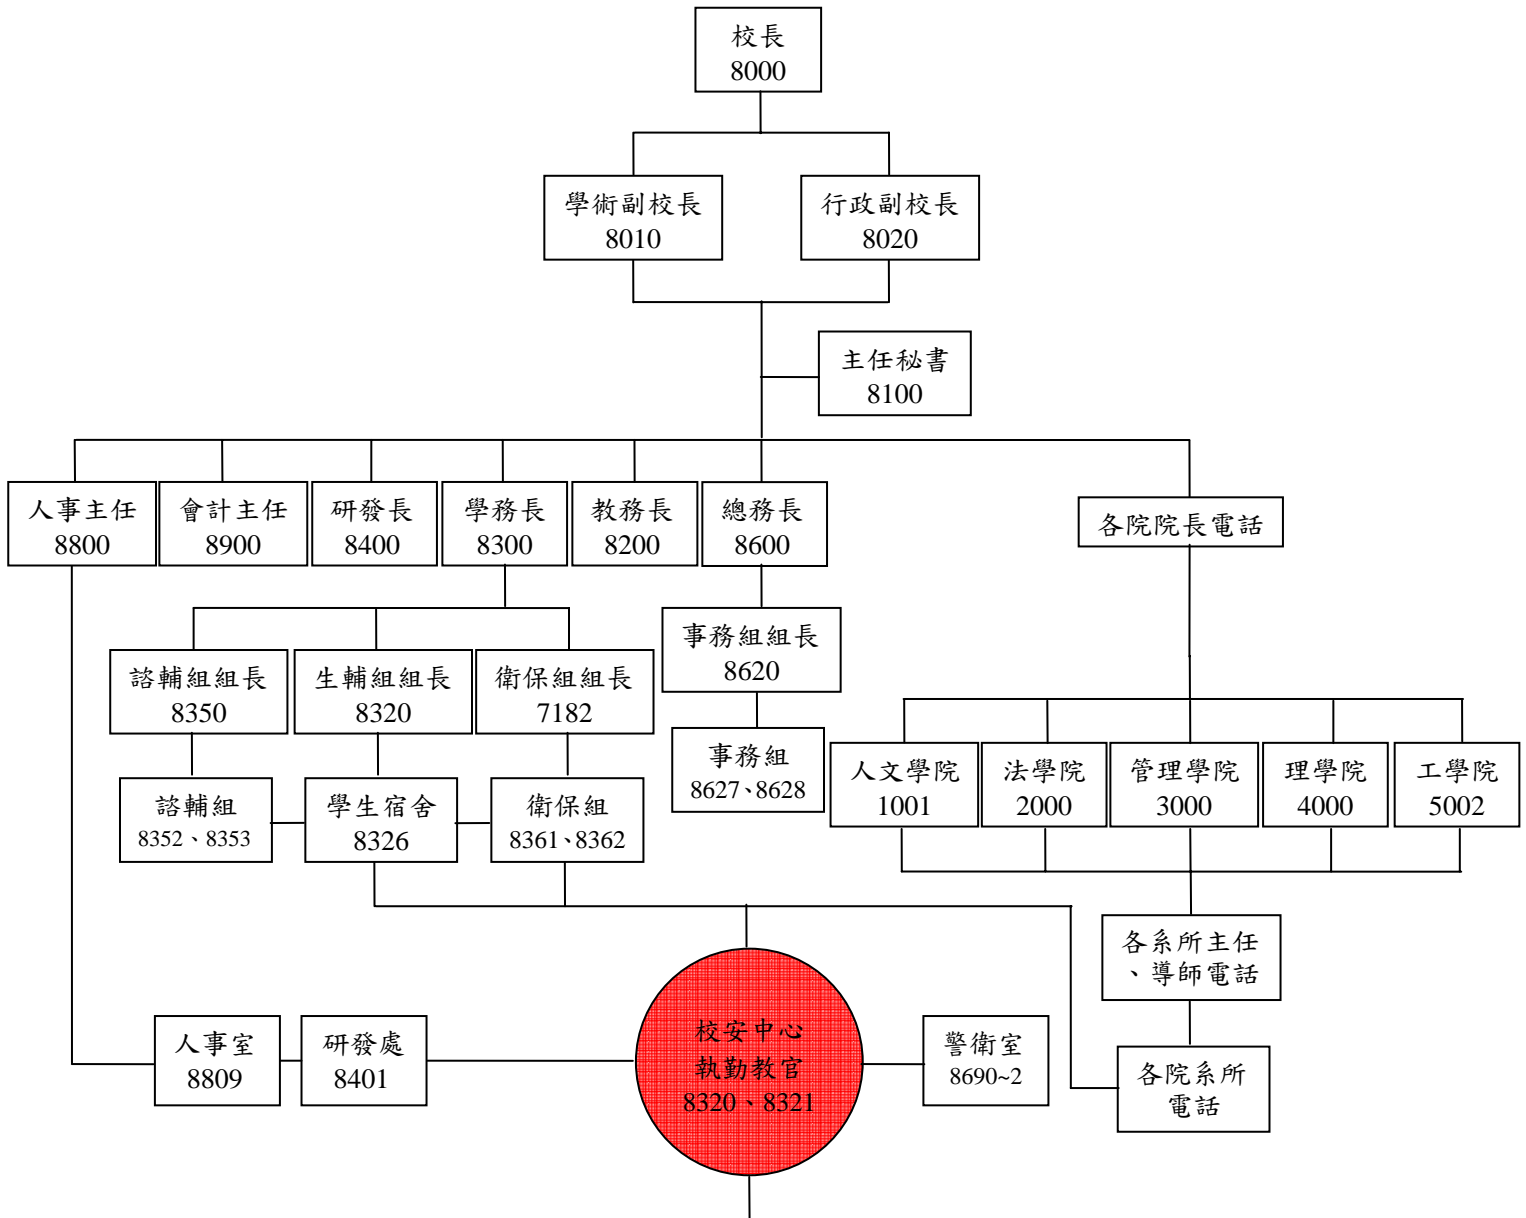 校長
8000
學術副校長
8010
行政副校長
8020
主任秘書
8100
人事主任
8800
會計主任
8900
研發長
8400
學務長
8300
教務長
8200
總務長
8600
各院院長電話
諮輔組組長
8350
生輔組組長
8320
衛保組組長
7182
事務組組長
8620
諮輔組
8352、8353
學生宿舍
8326
衛保組
8361、8362
事務組
8627、8628
人文學院
1001
法學院
2000
管理學院
3000
理學院
4000
工學院
5002
各系所主任
、導師電話
人事室
8809
研發處
8401
校安中心
執勤教官
8320、8321
警衛室
8690~2
各院系所
電話